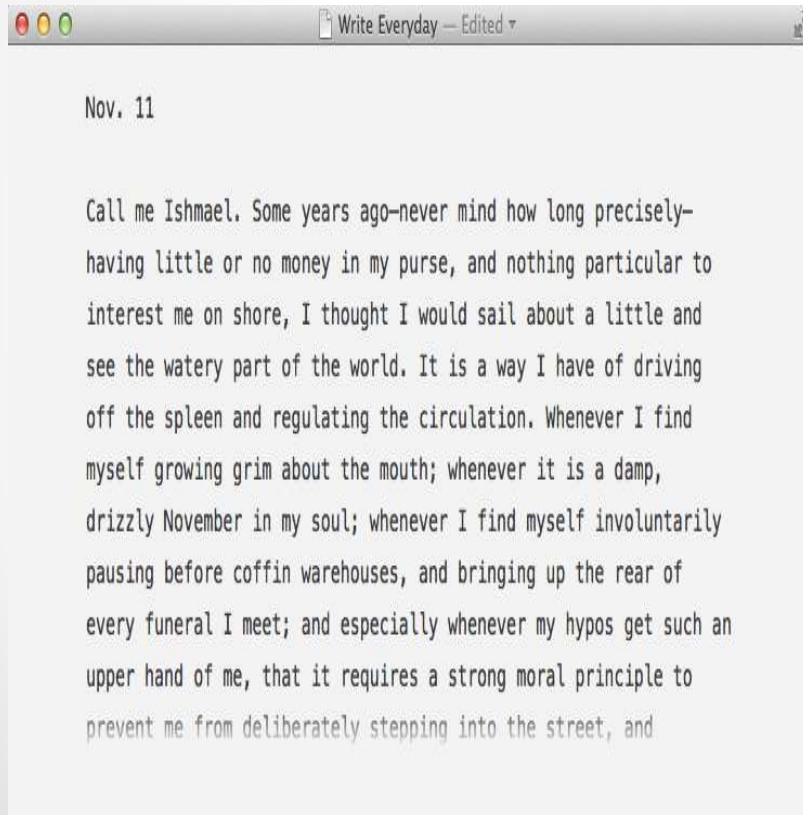 Write Everyday — Edited
Nov. 11
Call me Ishmael. Some years ago—never mind how long precisely—
having little or no money in my purse, and nothing particular to
interest me on shore, I thought I would sail about a little and
see the watery part of the world. It is a way I have of driving
off the spleen and regulating the circulation. Whenever I find
myself growing grim about the mouth; whenever it is a damp,
drizzly November in my soul; whenever I find myself involuntarily
pausing before coffin warehouses, and bringing up the rear of
every funeral I meet; and especially whenever my hypos get such an
upper hand of me, that it requires a strong moral principle to
prevent me from deliberately stepping into the street, and